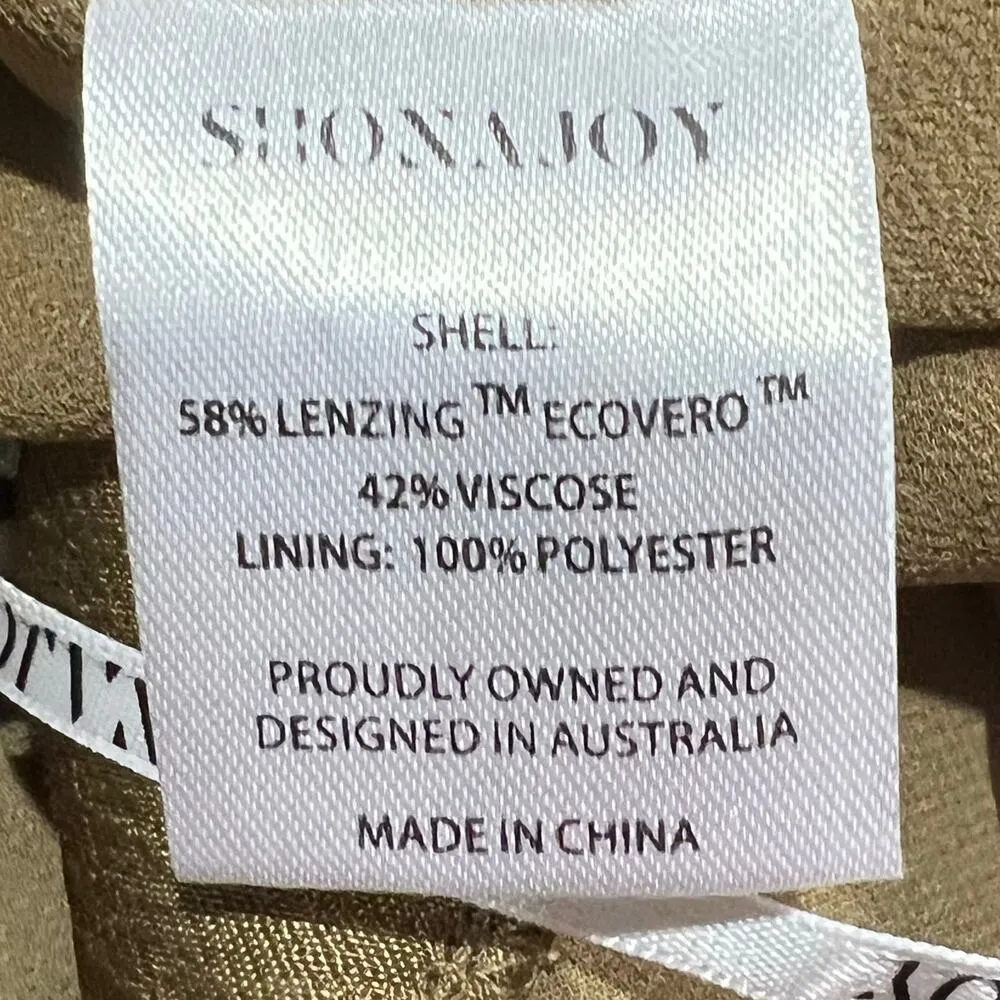 SHONAJOY
SHELL:
58% LENZING™ ECOVERO™
42% VISCOSE
LINING: 100% POLYESTER
PROUDLY OWNED AND
DESIGNED IN AUSTRALIA
MADE IN CHINA